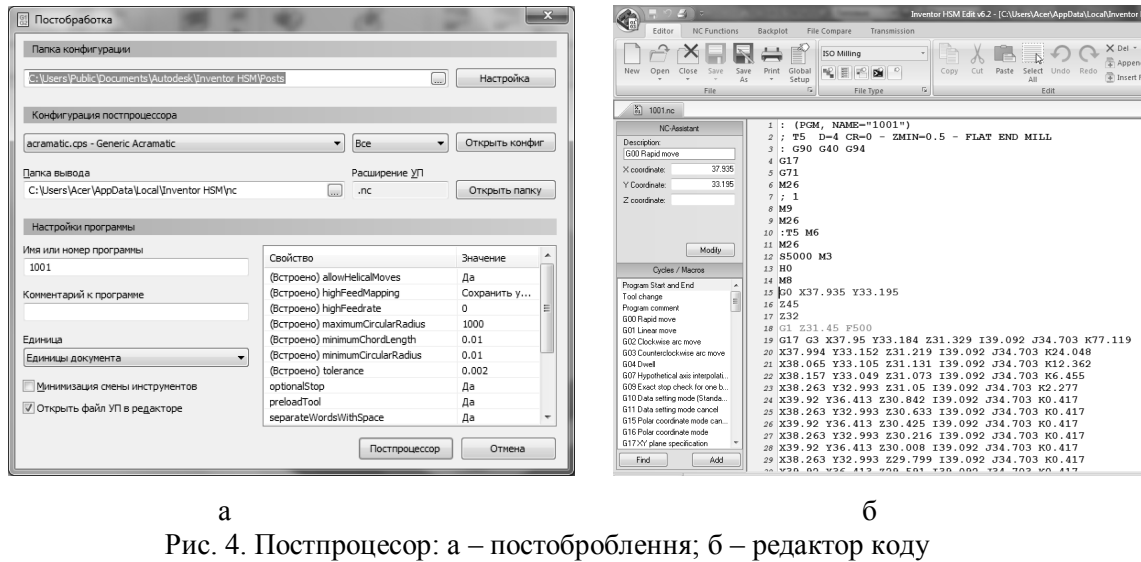 Постобработка
Папка конфигурации
C:\Users\Public\Documents\Autodesk\Inventor HSM\Posts
...
Настройка
Конфигурация постпроцессора
acramatic.cps - Generic Acramatic
Все
Открыть конфиг
Папка вывода
Расширение УП
C:\Users\Acer\AppData\Local\Inventor HSM\nc
...
.nc
Открыть папку
Настройки программы
Имя или номер программы
1001
Комментарий к программе
Единица
Единицы документа
Минимизация смены инструментов
Открыть файл УП в редакторе
Свойство Значение
(Встроено) allowHelicalMoves Да
(Встроено) highFeedMapping Сохранить у...
(Встроено) highFeedrate 0
(Встроено) maximumCircularRadius 1000
(Встроено) minimumChordLength 0.01
(Встроено) minimumCircularRadius 0.01
(Встроено) tolerance 0.002
optionalStop Да
preloadTool Да
separateWordsWithSpace Да
Постпроцессор
Отмена
Inventor HSM Edit v6.2 - [C:\Users\Acer\AppData\Local\Inventor
Editor NC Functions Backplot File Compare Transmission
New Open Close Save Save As Print Global Setup
ISO Milling
Copy Cut Paste Select All Undo Redo
Del
Appen
Insert
File File Type Edit
1001.nc
NC-Assistant
Description:
G00 Rapid move
X coordinate: 37.935
Y Coordinate: 33.195
Z coordinate:
Modify
Cycles / Macros
Program Start and End
Tool change
Program comment
G00 Rapid move
G01 Linear move
G02 Clockwise arc move
G03 Counterclockwise arc move
G04 Dwell
G07 Hypothetical axis interpolati...
G09 Exact stop check for one b...
G10 Data setting mode (Standa...
G11 Data setting mode cancel
G15 Polar coordinate mode can...
G16 Polar coordinate mode
G17 XY plane specification
Find
Add
1 : (PGM, NAME="1001")
2 ; T5 D=4 CR=0 - ZMIN=0.5 - FLAT END MILL
3 : G90 G40 G94
4 G17
5 G71
6 M26
7 ; 1
8 M9
9 M26
10 :T5 M6
11 M26
12 S5000 M3
13 H0
14 M8
15 G0 X37.935 Y33.195
16 Z45
17 Z32
18 G1 Z31.45 F500
19 G17 G3 X37.95 Y33.184 Z31.329 I39.092 J34.703 K77.119
20 X37.994 Y33.152 Z31.219 I39.092 J34.703 K24.048
21 X38.065 Y33.105 Z31.131 I39.092 J34.703 K12.362
22 X38.157 Y33.049 Z31.073 I39.092 J34.703 K6.455
23 X38.263 Y32.993 Z31.05 I39.092 J34.703 K2.277
24 X39.92 Y36.413 Z30.842 I39.092 J34.703 K0.417
25 X38.263 Y32.993 Z30.633 I39.092 J34.703 K0.417
26 X39.92 Y36.413 Z30.425 I39.092 J34.703 K0.417
27 X38.263 Y32.993 Z30.216 I39.092 J34.703 K0.417
28 X39.92 Y36.413 Z30.008 I39.092 J34.703 K0.417
29 X38.263 Y32.993 Z29.799 I39.092 J34.703 K0.417
30 X39.92 Y36.413 Z29.591 I39.092 J34.703 K0.417
а
б
Рис. 4. Постпроцесор: а – постоброблення; б – редактор коду